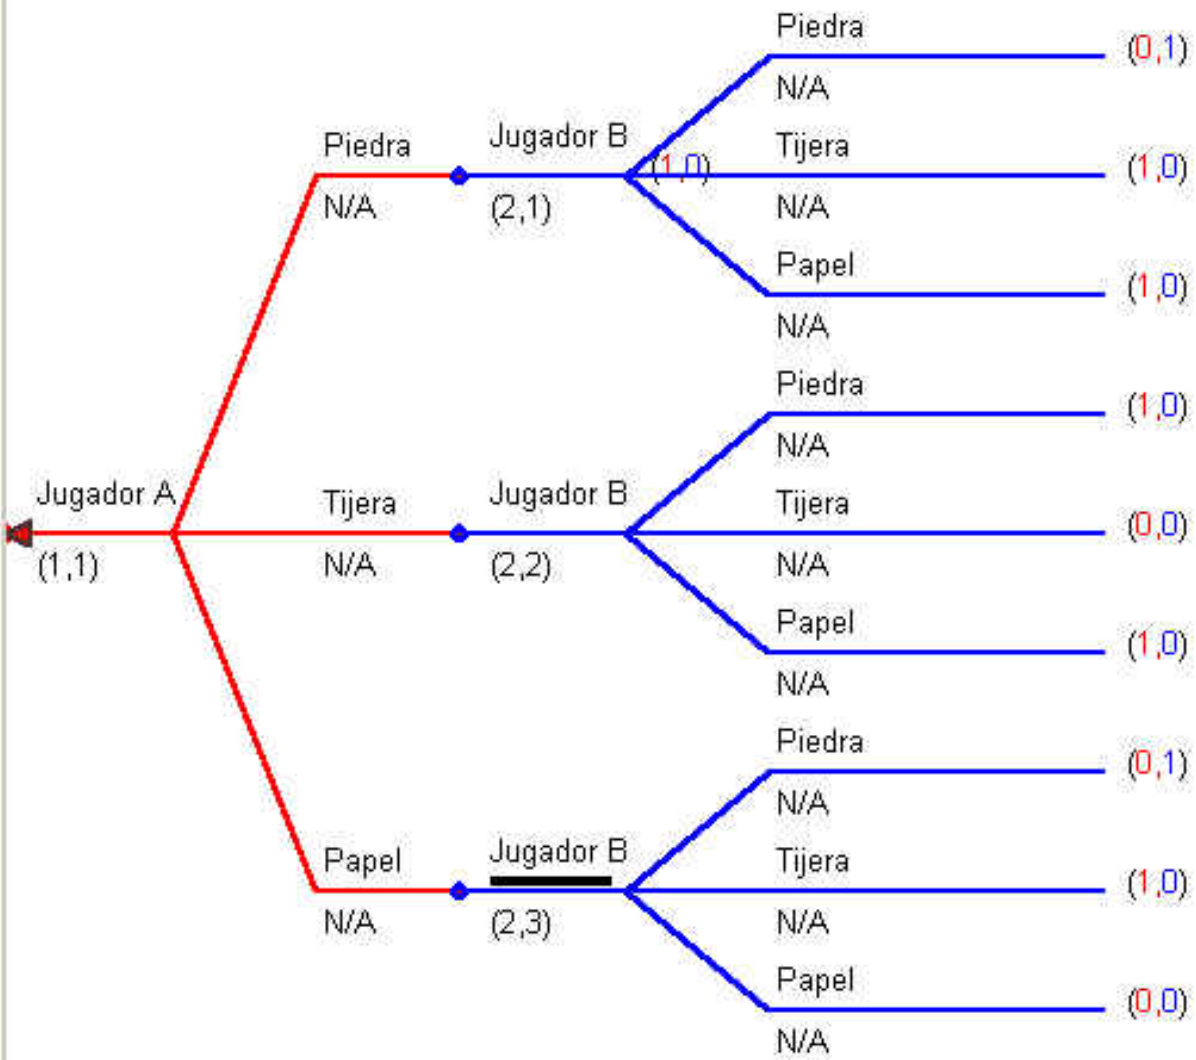 Piedra
(0,1)
N/A
Piedra
Jugador B
Tijera
(1,0)
(1,0)
N/A
(2,1)
N/A
Papel
(1,0)
N/A
Piedra
(1,0)
N/A
Jugador A
Tijera
Jugador B
Tijera
(0,0)
(1,1)
N/A
(2,2)
N/A
Papel
(1,0)
N/A
Piedra
(0,1)
N/A
Papel
Jugador B
Tijera
(1,0)
N/A
(2,3)
N/A
Papel
(0,0)
N/A